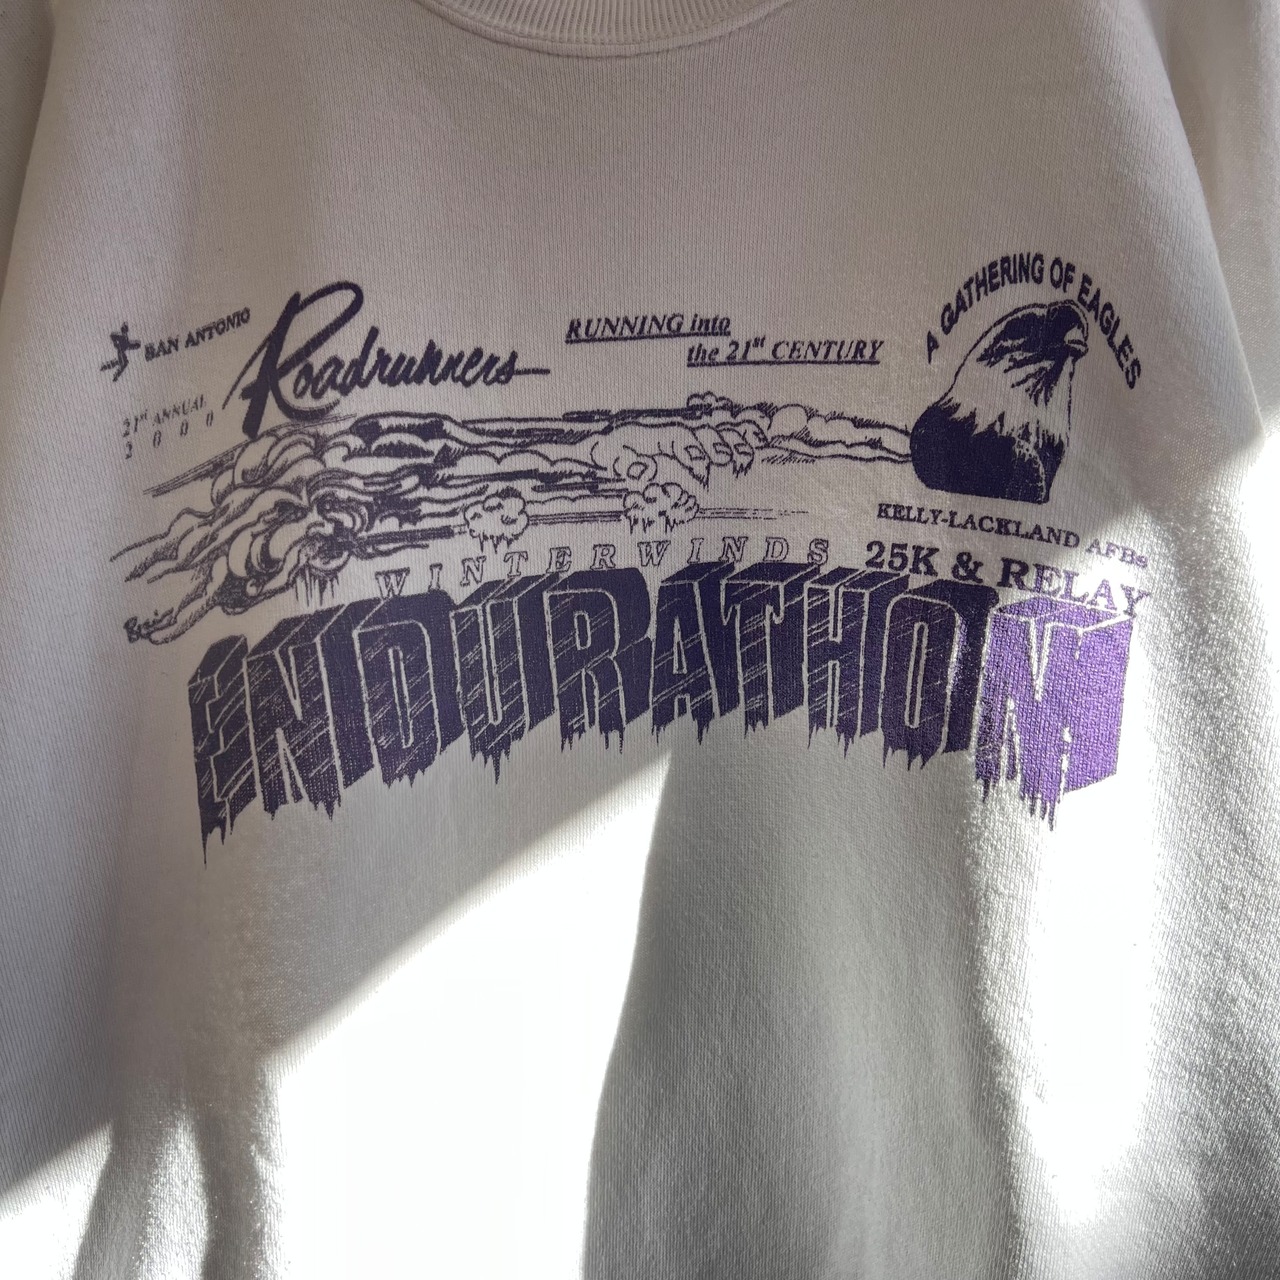 SAN ANTONIO
Roadrunners
21st ANNUAL
2000
RUNNING into
the 21st CENTURY
A GATHERING OF EAGLES
KELLY-LACKLAND AFBs
25K & RELAY
WINTERWINDS
ENDURATHON